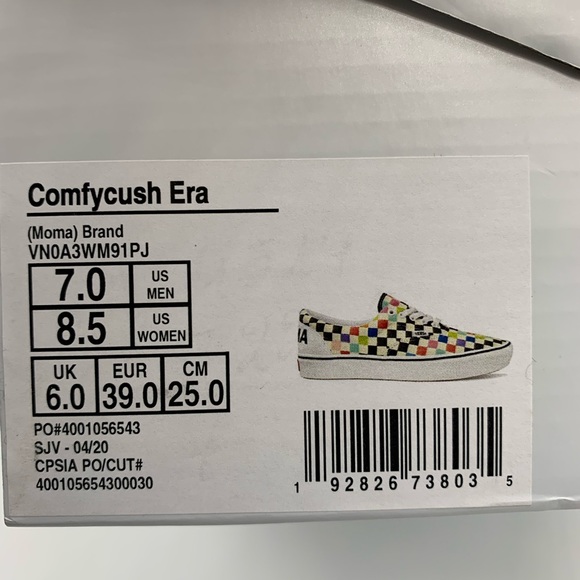 Comfycush Era
(Moma) Brand
VN0A3WM91PJ
7.0 US MEN
8.5 US WOMEN
UK 6.0
EUR 39.0
CM 25.0
PO#4001056543
SJV - 04/20
CPSIA PO/CUT#
400105654300030
1 92826 73803 5